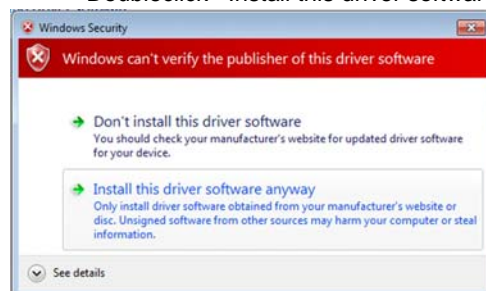 Windows Security
Windows can't verify the publisher of this driver software
Don't install this driver software
You should check your manufacturer's website for updated driver software
for your device.
Install this driver software anyway
Only install driver software obtained from your manufacturer's website or
disc. Unsigned software from other sources may harm your computer or steal
information.
See details